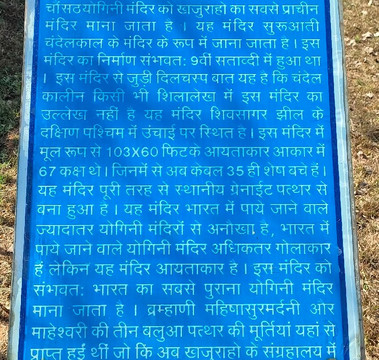 चौंसठयोगिनी मंदिर को खजुराहो का सबसे प्राचीन
मंदिर माना जाता है । यह मंदिर सुरूआती
चंदेलकाल के मंदिर के रूप में जाना जाता है । इस
मंदिर का निर्माण संभवत: 9वीं सताव्दी में हुआ था
। इस मंदिर से जुड़ी दिलचस्प बात यह है कि चंदेल
कालीन किसी भी शिलालेख में इस मंदिर का
उल्लेख नहीं है यह मंदिर शिवसागर झील के
दक्षिण पश्चिम में उंचाई पर स्थित है । इस मंदिर में
मूल रूप से 103X60 फिटके आयताकार आकार में
67 कक्ष थे । जिनमें से अब केबल 35 ही शेष बचे हैं ।
यह मंदिर पूरी तरह से स्थानीय ग्रेनाईट पत्थर से
बना हुआ है । यह मंदिर भारत में पाये जाने वाले
ज्यादातर योगिनी मंदिरों से अनोखा है, भारत में
पाये जाने वाले योगिनी मंदिर अधिकतर गोलाकार
हैं लेकिन यह मंदिर आयताकार है । इस मंदिर को
संभवत: भारत का सबसे पुराना योगिनी मंदिर
माना जाता है । व्रम्हाणी महिषासुरमर्दनी और
माहेश्वरी की तीन बलुआ पत्थर की मूर्तियां यहां से
प्राप्त हुई थीं जो कि अब खजुराहो के संग्रहालय में